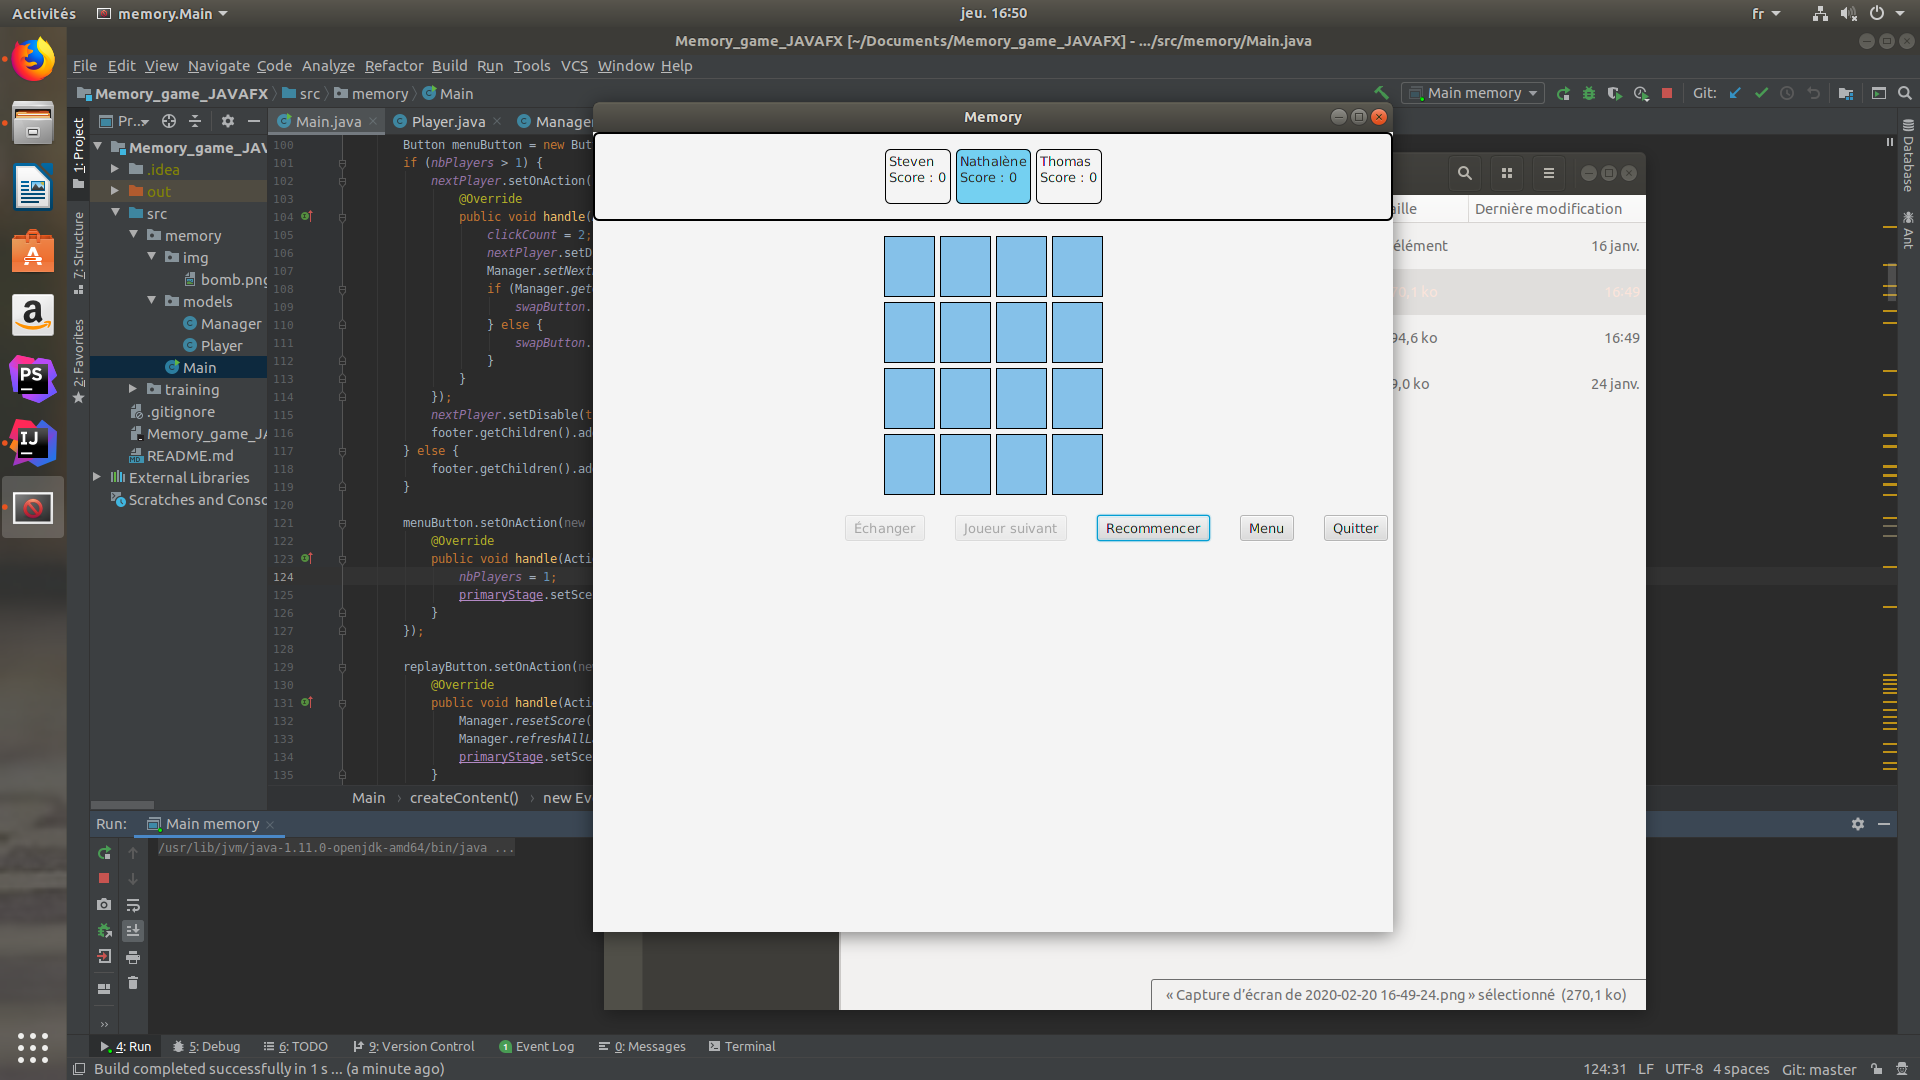 Activités
memory.Main
jeu. 16:50
fr
Memory_game_JAVAFX [~/Documents/Memory_game_JAVAFX] - .../src/memory/Main.java
File Edit View Navigate Code Analyze Refactor Build Run Tools VCS Window Help
Memory_game_JAVAFX
src
memory
Main
Main memory
Git:
1: Project
7: Structure
2: Favorites
Database
Ant
Pr...
Memory_game_JAV
.idea
out
src
memory
img
bomb.png
models
Manager
Player
Main
training
.gitignore
Memory_game_JA
README.md
External Libraries
Scratches and Conso
Main.java
Player.java
Manager
100 Button menuButton = new But
101 if (nbPlayers > 1) {
102 nextPlayer.setOnAction(
103 @Override
104 public void handle(
105 clickCount = 2;
106 nextPlayer.setD
107 Manager.setNext
108 if (Manager.get
109 swapButton.
110 } else {
111 swapButton.
112 }
113 }
114 });
115 nextPlayer.setDisable(t
116 footer.getChildren().ad
117 } else {
118 footer.getChildren().ad
119 }
120
121 menuButton.setOnAction(new
122 @Override
123 public void handle(Acti
124 nbPlayers = 1;
125 primaryStage.setSce
126 }
127 });
128
129 replayButton.setOnAction(ne
130 @Override
131 public void handle(Acti
132 Manager.resetScore(
133 Manager.refreshAllL
134 primaryStage.setSce
135 }
Main
createContent()
new Ev
Memory
Steven
Score : 0
Nathalène
Score : 0
Thomas
Score : 0
Échanger
Joueur suivant
Recommencer
Menu
Quitter
aille
Dernière modification
élément
16 janv.
70,1 ko
16:49
94,6 ko
16:49
9,0 ko
24 janv.
« Capture d'écran de 2020-02-20 16-49-24.png » sélectionné (270,1 ko)
Run:
Main memory
/usr/lib/jvm/java-1.11.0-openjdk-amd64/bin/java ...
4: Run
5: Debug
6: TODO
9: Version Control
1 Event Log
0: Messages
Terminal
Build completed successfully in 1 s ... (a minute ago)
124:31 LF UTF-8 4 spaces Git: master
PS
IJ
a